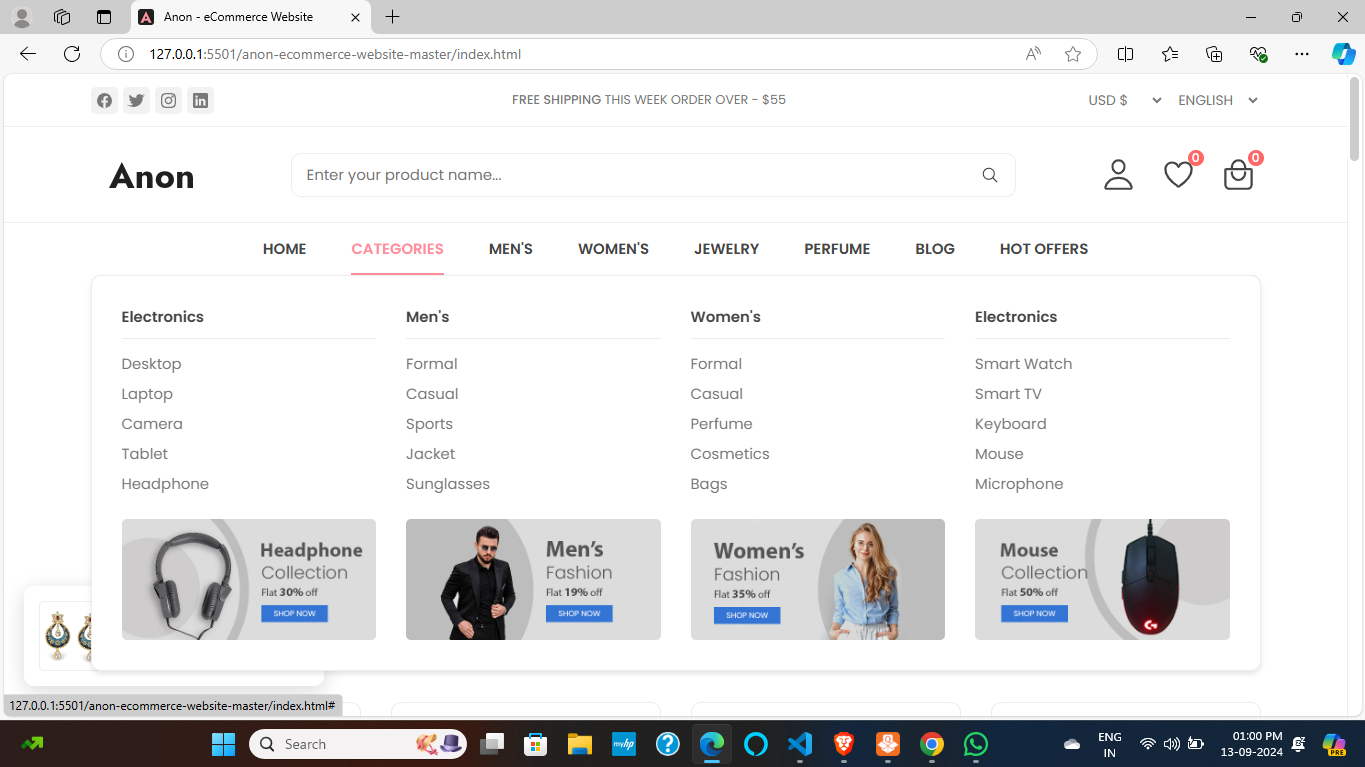 Anon - eCommerce Website
127.0.0.1:5501/anon-ecommerce-website-master/index.html
FREE SHIPPING THIS WEEK ORDER OVER - $55
USD $
ENGLISH
Anon
Enter your product name...
0
0
HOME
CATEGORIES
MEN'S
WOMEN'S
JEWELRY
PERFUME
BLOG
HOT OFFERS
Electronics
Desktop
Laptop
Camera
Tablet
Headphone
Headphone
Collection
Flat 30% off
SHOP NOW
Men's
Formal
Casual
Sports
Jacket
Sunglasses
Men's
Fashion
Flat 19% off
SHOP NOW
Women's
Formal
Casual
Perfume
Cosmetics
Bags
Women's
Fashion
Flat 35% off
SHOP NOW
Electronics
Smart Watch
Smart TV
Keyboard
Mouse
Microphone
Mouse
Collection
Flat 50% off
SHOP NOW
127.0.0.1:5501/anon-ecommerce-website-master/index.html#
Search
myhp
ENG
IN
01:00 PM
13-09-2024
PRE